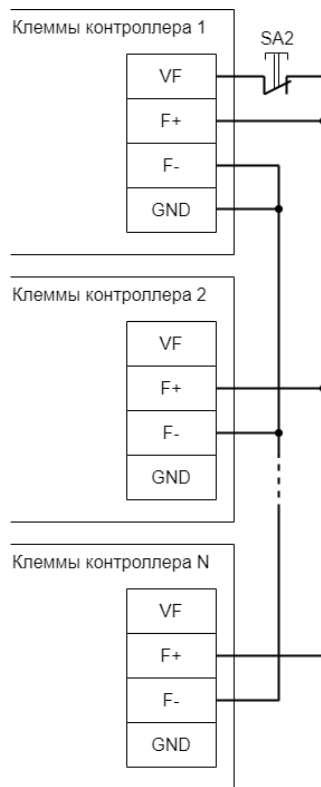 Клеммы контроллера 1
SA2
VF
F+
F-
GND
Клеммы контроллера 2
VF
F+
F-
GND
Клеммы контроллера N
VF
F+
F-
GND